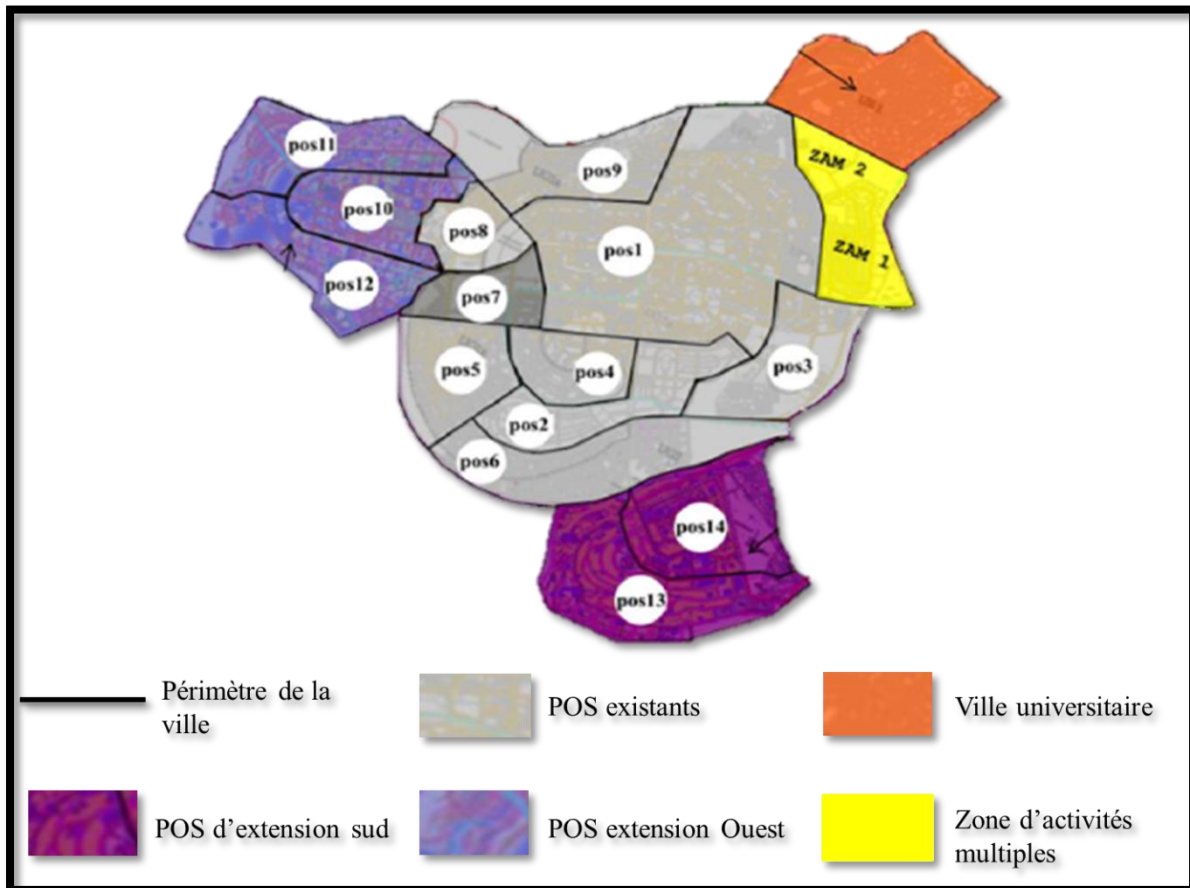 ZAM 2
pos11
pos9
pos10
pos8
pos1
ZAM 1
pos12
pos7
pos5
pos4
pos3
pos2
pos6
pos14
pos13
Périmètre de la
ville
POS existants
Ville universitaire
POS d’extension sud
POS extension Ouest
Zone d’activités
multiples